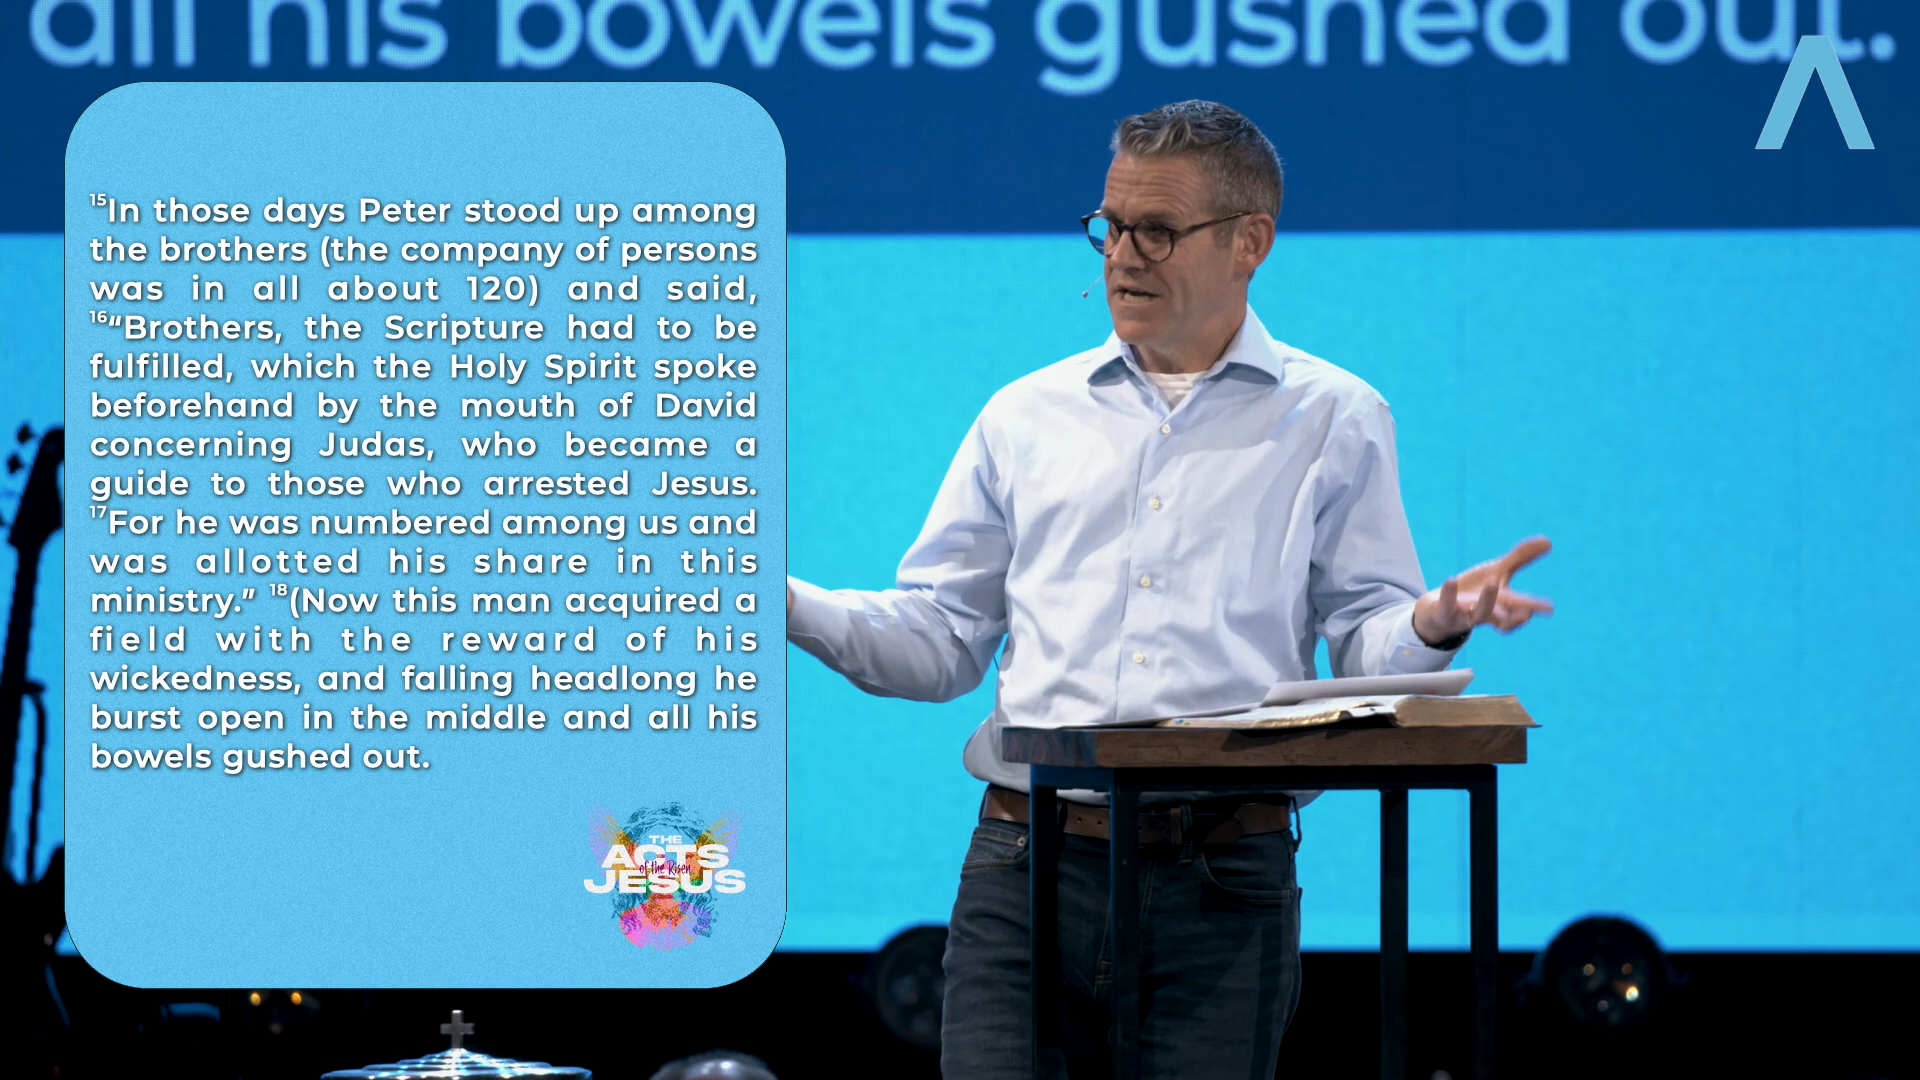 all his bowels gushed out.
¹⁵In those days Peter stood up among
the brothers (the company of persons
was in all about 120) and said,
¹⁶“Brothers, the Scripture had to be
fulfilled, which the Holy Spirit spoke
beforehand by the mouth of David
concerning Judas, who became a
guide to those who arrested Jesus.
¹⁷For he was numbered among us and
was allotted his share in this
ministry.” ¹⁸(Now this man acquired a
field with the reward of his
wickedness, and falling headlong he
burst open in the middle and all his
bowels gushed out.
THE
ACTS
of the Risen
JESUS